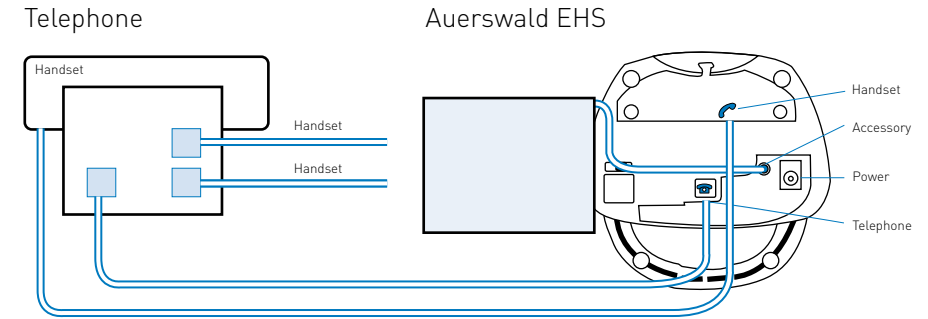 Telephone
Auerswald EHS
Handset
Handset
Handset
Handset
Accessory
Power
Telephone